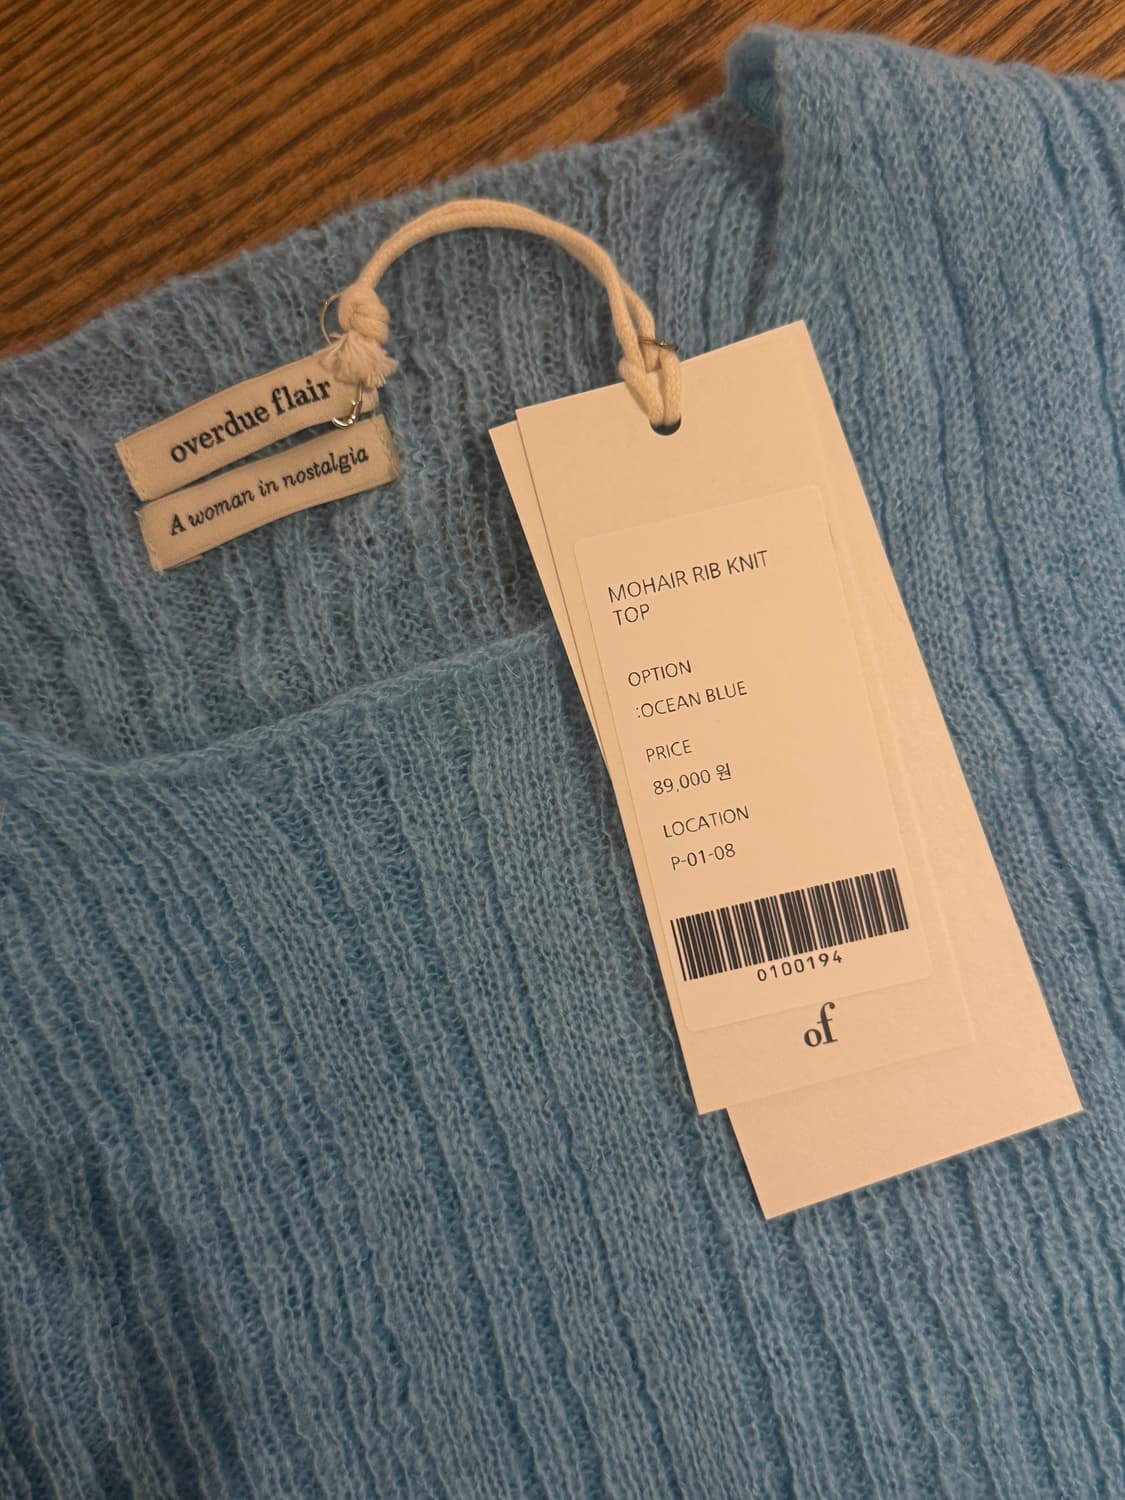 overdue flair
A woman in nostalgia
MOHAIR RIB KNIT
TOP
OPTION
:OCEAN BLUE
PRICE
89,000 원
LOCATION
P-01-08
0100194
of